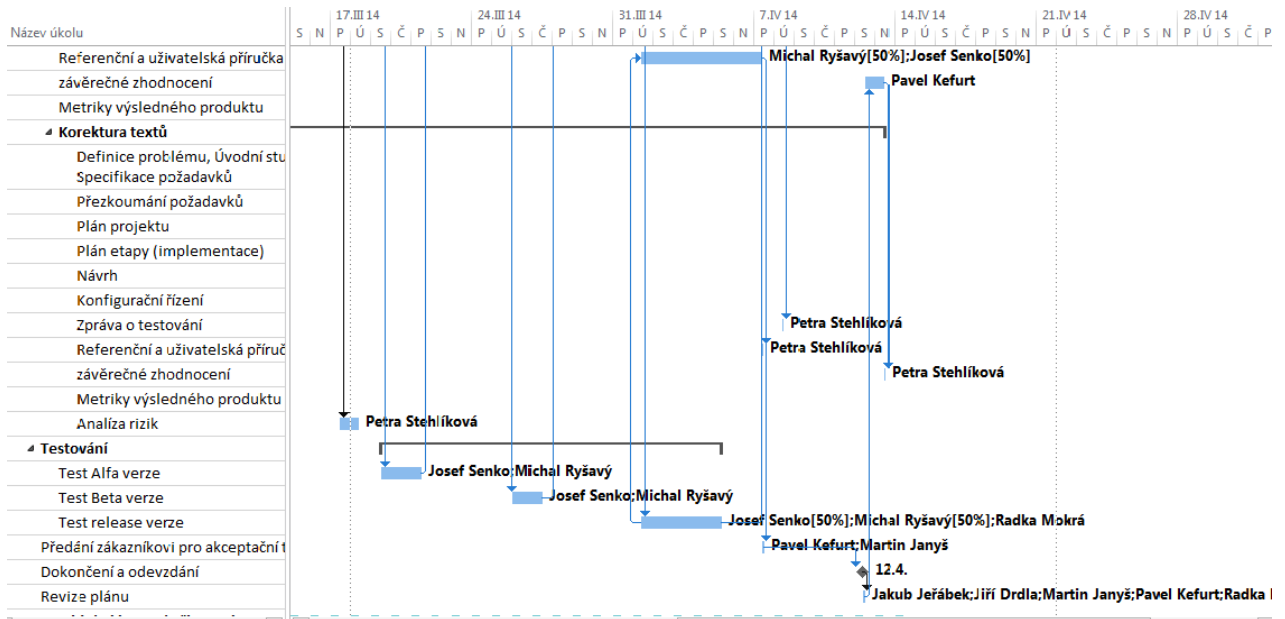 17.III 14 24.III 14 31.III 14 7.IV 14 14.IV 14 21.IV 14 28.IV 14
Název úkolu S N P Ú S Č P S N P Ú S Č P S N P Ú S Č P S N P Ú S Č P S N P Ú S Č P S N P Ú S Č P S N P Ú S Č P
Referenční a uživatelská příručka Michal Ryšavý[50%];Josef Senko[50%]
závěrečné zhodnocení Pavel Kefurt
Metriky výsledného produktu
Korektura textů
Definice problému, Úvodní stu
Specifikace požadavků
Přezkoumání požadavků
Plán projektu
Plán etapy (implementace)
Návrh
Konfigurační řízení
Zpráva o testování Petra Stehlíková
Referenční a uživatelská příruč Petra Stehlíková
závěrečné zhodnocení Petra Stehlíková
Metriky výsledného produktu
Analíza rizik Petra Stehlíková
Testování
Test Alfa verze Josef Senko;Michal Ryšavý
Test Beta verze Josef Senko;Michal Ryšavý
Test release verze Josef Senko[50%];Michal Ryšavý[50%];Radka Mokrá
Předání zákazníkovi pro akceptační t Pavel Kefurt;Martin Janyš
Dokončení a odevzdání 12.4.
Revize plánu Jakub Jeřábek;Jiří Drdla;Martin Janyš;Pavel Kefurt;Radka